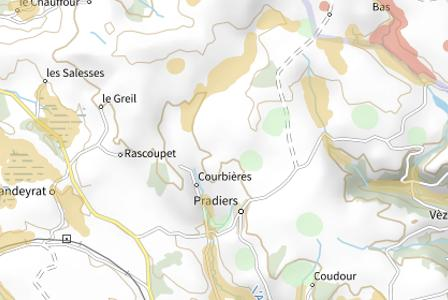 le Chauffour
Bas
les Salesses
le Greil
Rascoupet
Courbières
andeyrat
Pradiers
Vèz
Coudour